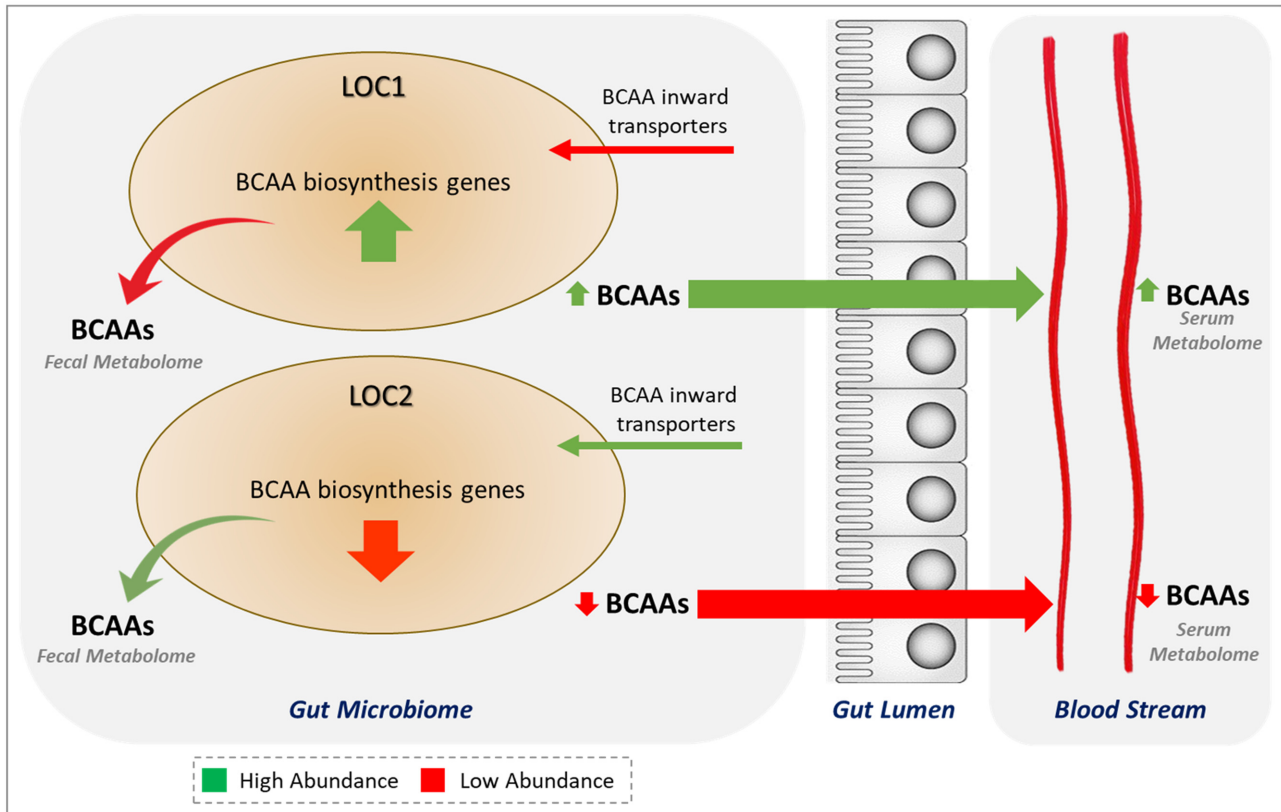 LOC1
BCAA inward
transporters
BCAA biosynthesis genes
BCAAs
BCAAs
Serum
Metabolome
BCAAs
Fecal Metabolome
LOC2
BCAA inward
transporters
BCAA biosynthesis genes
BCAAs
BCAAs
Serum
Metabolome
BCAAs
Fecal Metabolome
Gut Microbiome
Gut Lumen
Blood Stream
High Abundance
Low Abundance